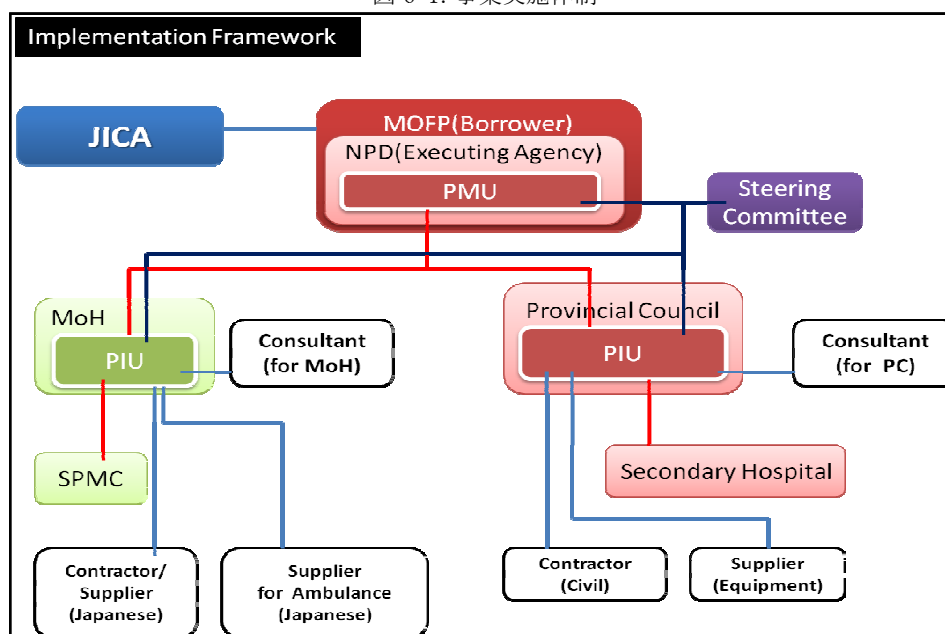 Implementation Framework
JICA
MOFP(Borrower)
NPD(Executing Agency)
PMU
Steering
Committee
MoH
PIU
Consultant
(for MoH)
Provincial Council
PIU
Consultant
(for PC)
SPMC
Secondary Hospital
Contractor/
Supplier
(Japanese)
Supplier
for Ambulance
(Japanese)
Contractor
(Civil)
Supplier
(Equipment)